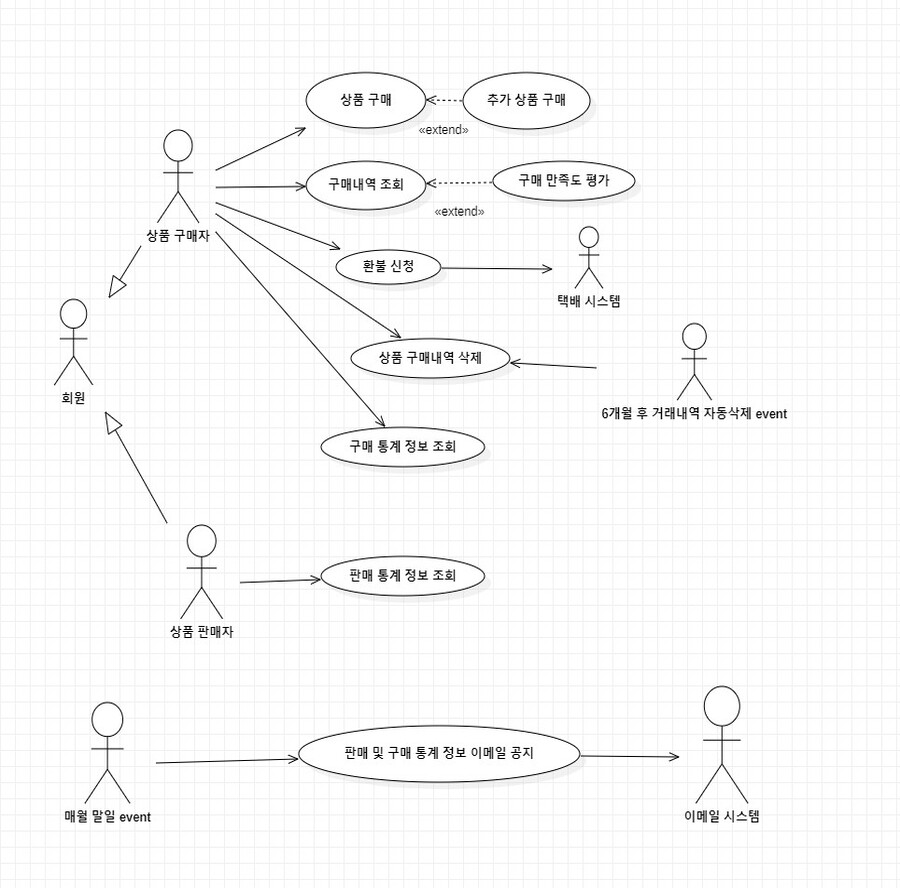 상품 구매
추가 상품 구매
«extend»
구매내역 조회
구매 만족도 평가
«extend»
상품 구매자
환불 신청
택배 시스템
상품 구매내역 삭제
회원
6개월 후 거래내역 자동삭제 event
구매 통계 정보 조회
판매 통계 정보 조회
상품 판매자
판매 및 구매 통계 정보 이메일 공지
매월 말일 event
이메일 시스템